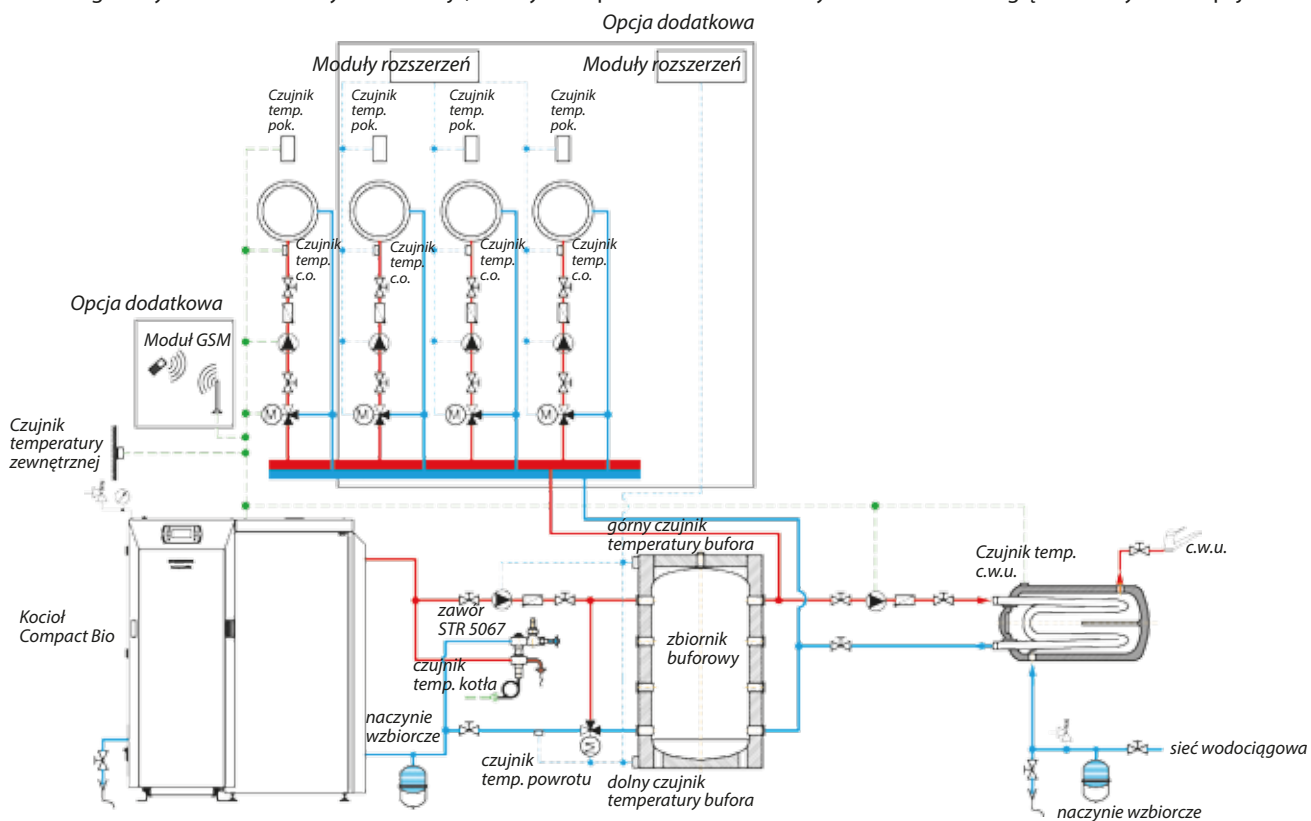 Opcja dodatkowa
Moduły rozszerzeń
Moduły rozszerzeń
Czujnik
temp.
pok.
Czujnik
temp.
pok.
Czujnik
temp.
pok.
Czujnik
temp.
pok.
Czujnik
temp.
c.o.
Czujnik
temp.
c.o.
Czujnik
temp.
c.o.
Czujnik
temp.
c.o.
Opcja dodatkowa
Moduł GSM
M
M
M
M
Czujnik
temperatury
zewnętrznej
górny czujnik
temperatury bufora
Czujnik temp.
c.w.u.
c.w.u.
Kocioł
Compact Bio
zawór
STR 5067
zbiornik
buforowy
czujnik
temp. kotła
naczynie
wzbiorcze
M
czujnik
temp. powrotu
dolny czujnik
temperatury bufora
sieć wodociągowa
naczynie wzbiorcze